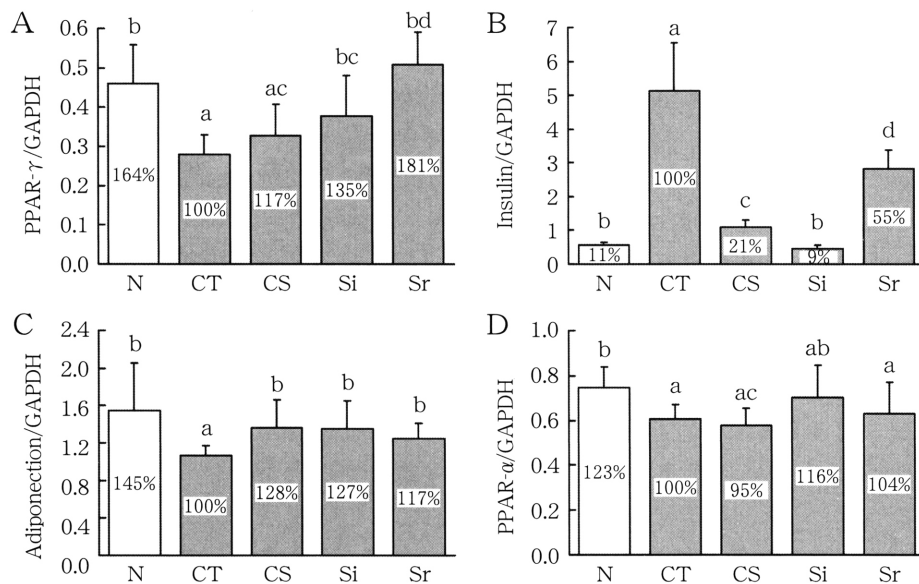 A
PPAR-γ/GAPDH
0.6
0.5
0.4
0.3
0.2
0.1
0.0
b
a
ac
bc
bd
164%
100%
117%
135%
181%
N CT CS Si Sr
B
Insulin/GAPDH
7
6
5
4
3
2
1
0
b
a
c
b
d
11%
100%
21%
9%
55%
N CT CS Si Sr
C
Adiponection/GAPDH
2.4
2.0
1.6
1.2
0.8
0.4
0.0
b
a
b
b
b
145%
100%
128%
127%
117%
N CT CS Si Sr
D
PPAR-α/GAPDH
1.0
0.8
0.6
0.4
0.2
0.0
b
a
ac
ab
a
123%
100%
95%
116%
104%
N CT CS Si Sr